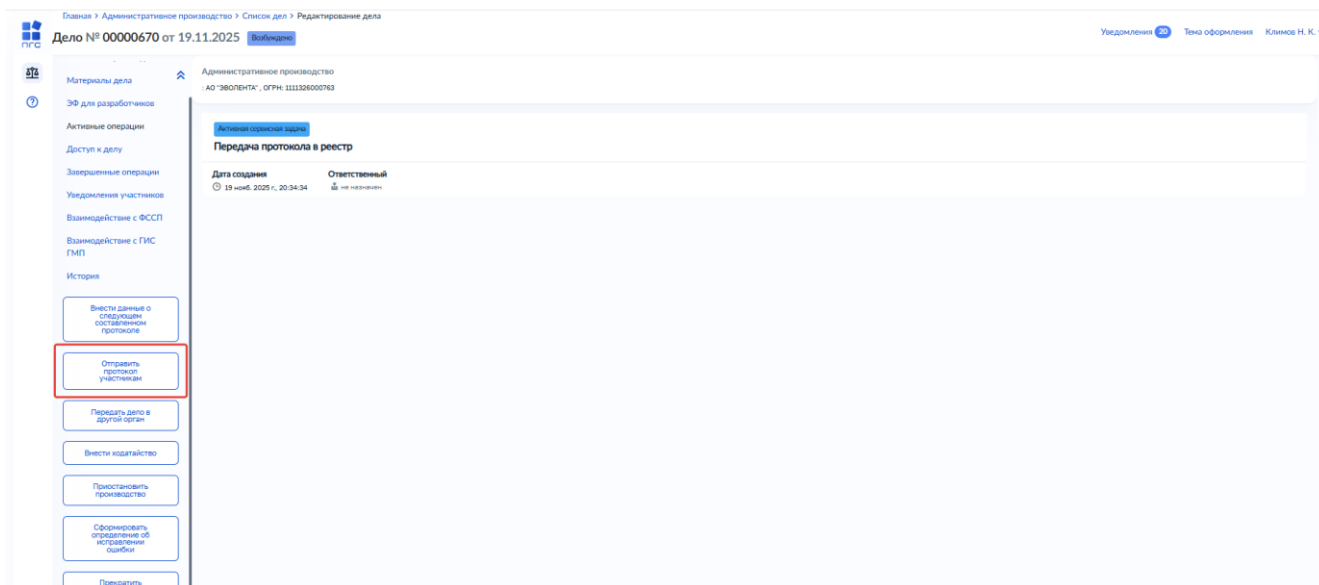 Главная > Административное производство > Список дел > Редактирование дела
Дело № 00000670 от 19.11.2025 Возбуждено
Уведомления 20 Тема оформления Климов Н. К.
пгс
Материалы дела
ЭФ для разработчиков
Активные операции
Доступ к делу
Завершенные операции
Уведомления участников
Взаимодействие с ФССП
Взаимодействие с ГИС
ГМП
История
Внести данные о
следующем
составленном
протоколе
Отправить
протокол
участникам
Передать дело в
другой орган
Внести ходатайство
Приостановить
производство
Сформировать
определение об
исправлении
ошибки
Прекратить
Административное производство
: АО "ЭВОЛЕНТА" , ОГРН: 1111326000763
Активная сервисная задача
Передача протокола в реестр
Дата создания Ответственный
19 нояб. 2025 г., 20:34:34 не назначен